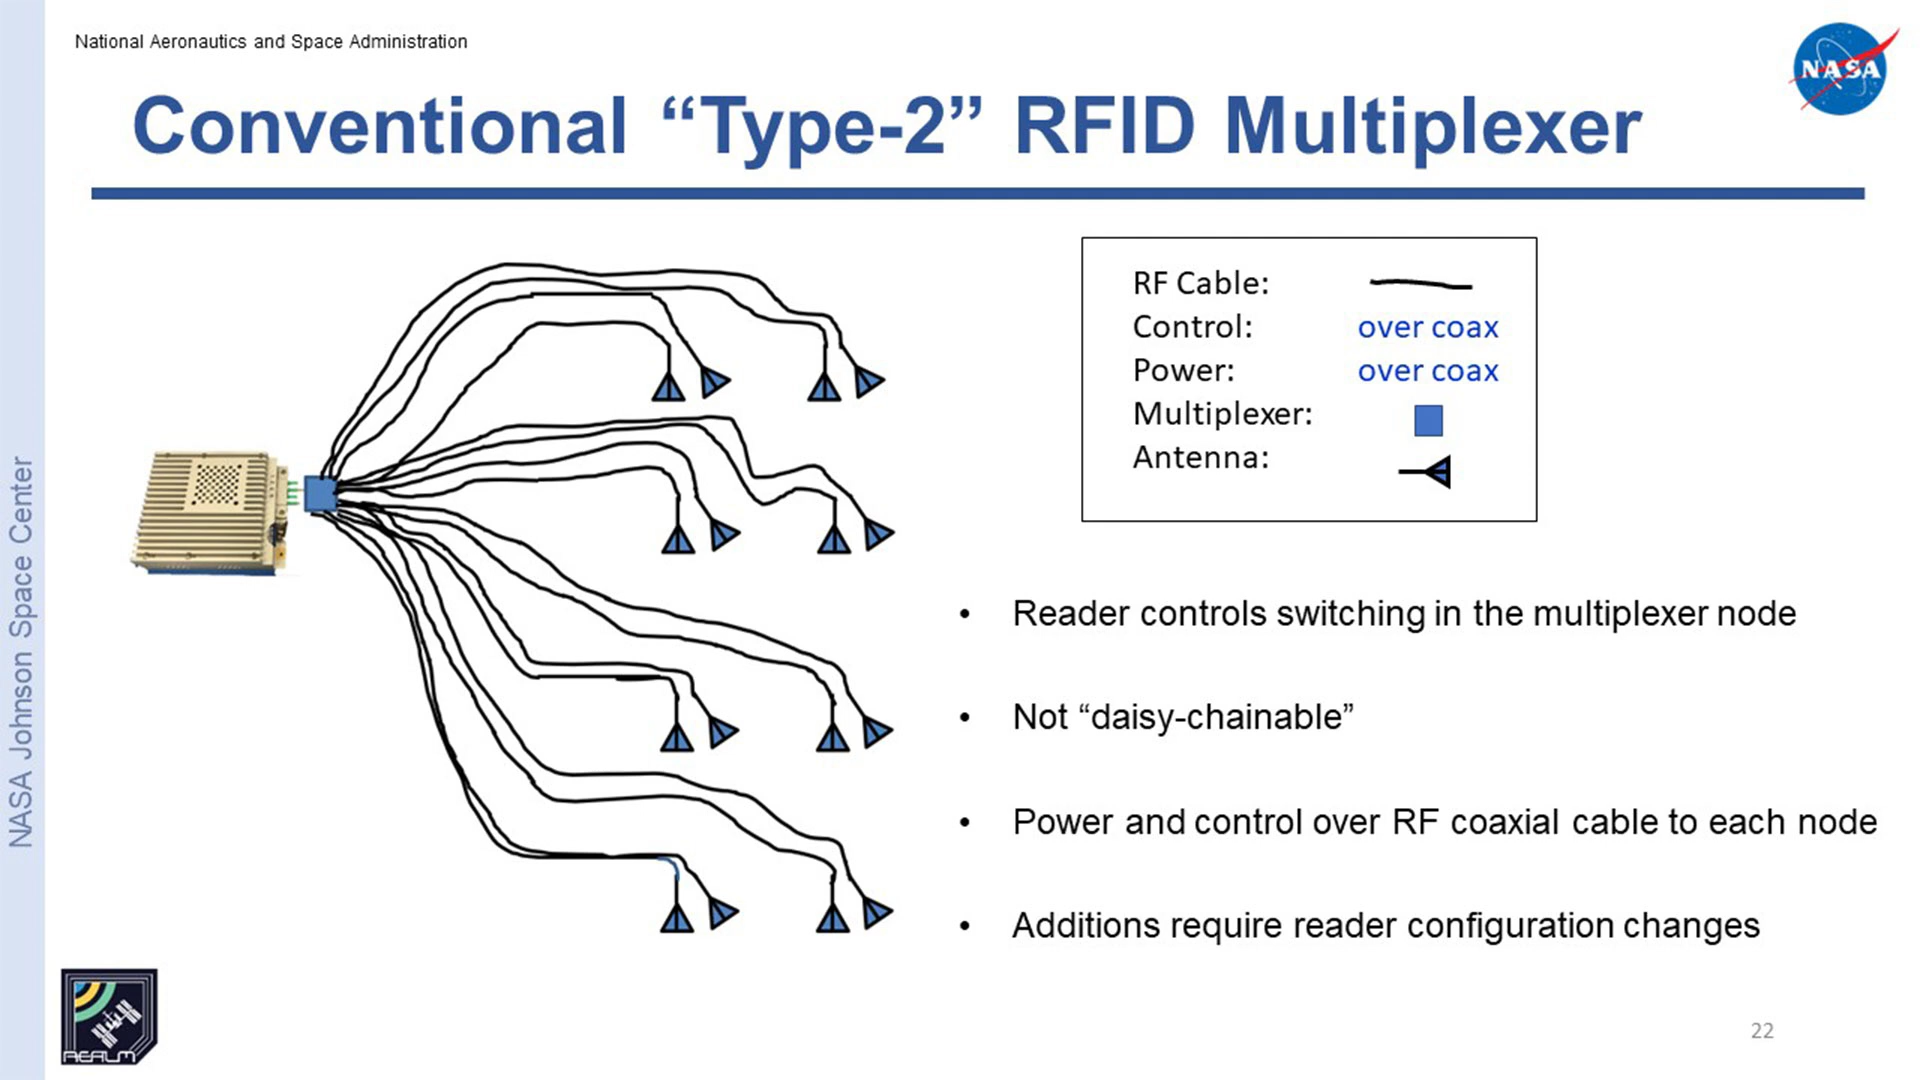 National Aeronautics and Space Administration
NASA
Conventional “Type-2” RFID Multiplexer
NASA Johnson Space Center
RF Cable:
Control: over coax
Power: over coax
Multiplexer:
Antenna:
• Reader controls switching in the multiplexer node
• Not “daisy-chainable”
• Power and control over RF coaxial cable to each node
• Additions require reader configuration changes
REALM
22